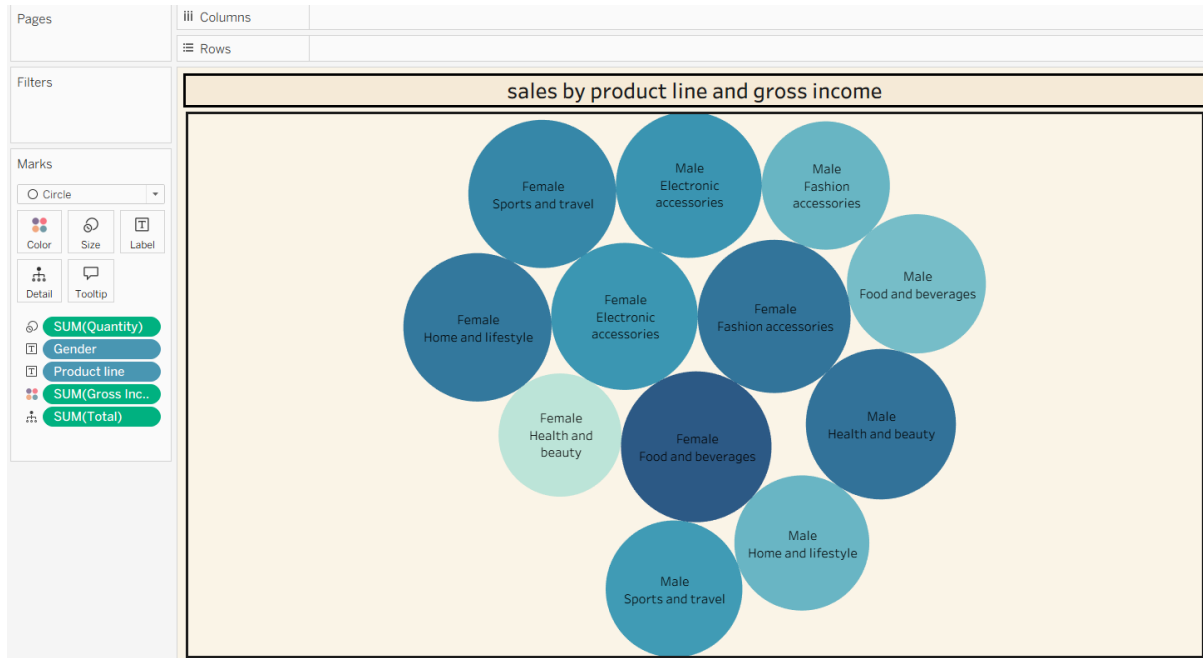 Pages
Columns
Rows
Filters
sales by product line and gross income
Marks
Circle
Color
Size
Label
Detail
Tooltip
SUM(Quantity)
Gender
Product line
SUM(Gross Inc..
SUM(Total)
Female
Sports and travel
Male
Electronic
accessories
Male
Fashion
accessories
Male
Food and beverages
Female
Home and lifestyle
Female
Electronic
accessories
Female
Fashion accessories
Female
Health and
beauty
Female
Food and beverages
Male
Health and beauty
Male
Home and lifestyle
Male
Sports and travel